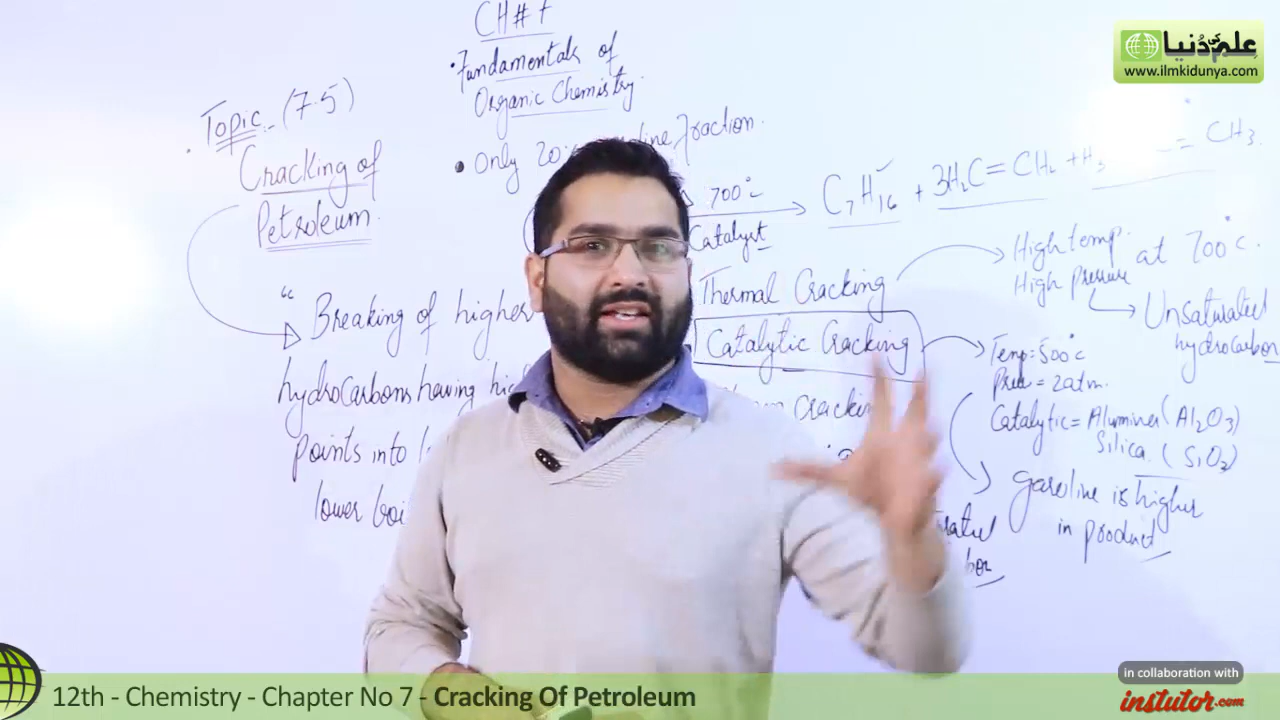 CH # 7
• Fundamentals of
Organic Chemistry
Topic (7.5)
Cracking of
Petroleum
• Only 20% fraction
700°c
Catalyst
C7H16 + 3H2C = CH2 + H3 = CH3
" Breaking of higher
hydrocarbons having
points into
lower
Thermal Cracking
Catalytic Cracking
High temp.
High pressure
at 700°c.
Unsaturated
hydrocarbon
Temp = 500°c
= 2atm.
Catalytic = Alumina (Al2O3)
Silica (SiO2)
gasoline is higher
in product
علم کی دُنیا
www.ilmkidunya.com
12th - Chemistry - Chapter No 7 - Cracking Of Petroleum
in collaboration with
instutor.com